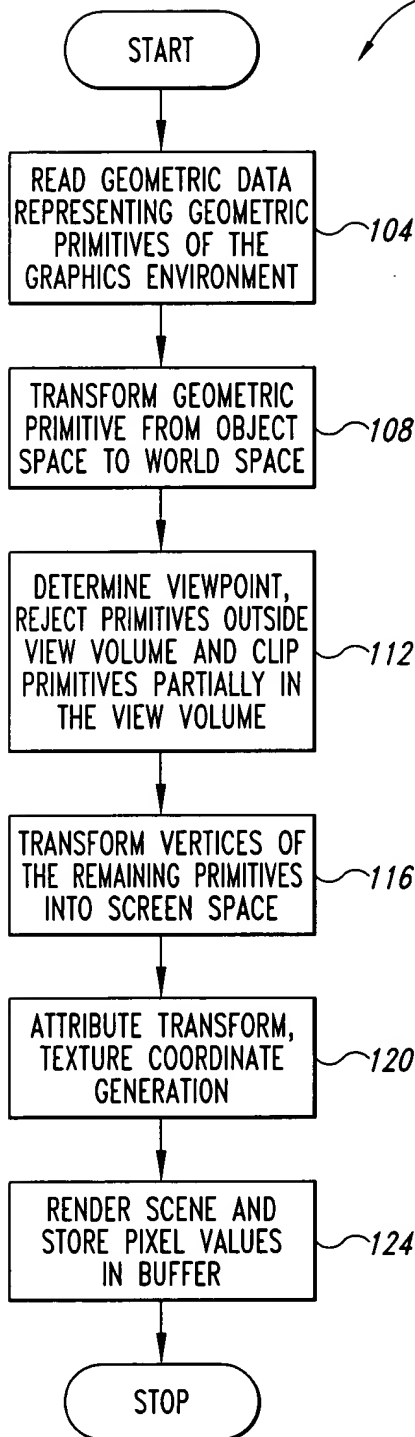 START
READ GEOMETRIC DATA
REPRESENTING GEOMETRIC
PRIMITIVES OF THE
GRAPHICS ENVIRONMENT
104
TRANSFORM GEOMETRIC
PRIMITIVE FROM OBJECT
SPACE TO WORLD SPACE
108
DETERMINE VIEWPOINT,
REJECT PRIMITIVES OUTSIDE
VIEW VOLUME AND CLIP
PRIMITIVES PARTIALLY IN
THE VIEW VOLUME
112
TRANSFORM VERTICES OF
THE REMAINING PRIMITIVES
INTO SCREEN SPACE
116
ATTRIBUTE TRANSFORM,
TEXTURE COORDINATE
GENERATION
120
RENDER SCENE AND
STORE PIXEL VALUES
IN BUFFER
124
STOP